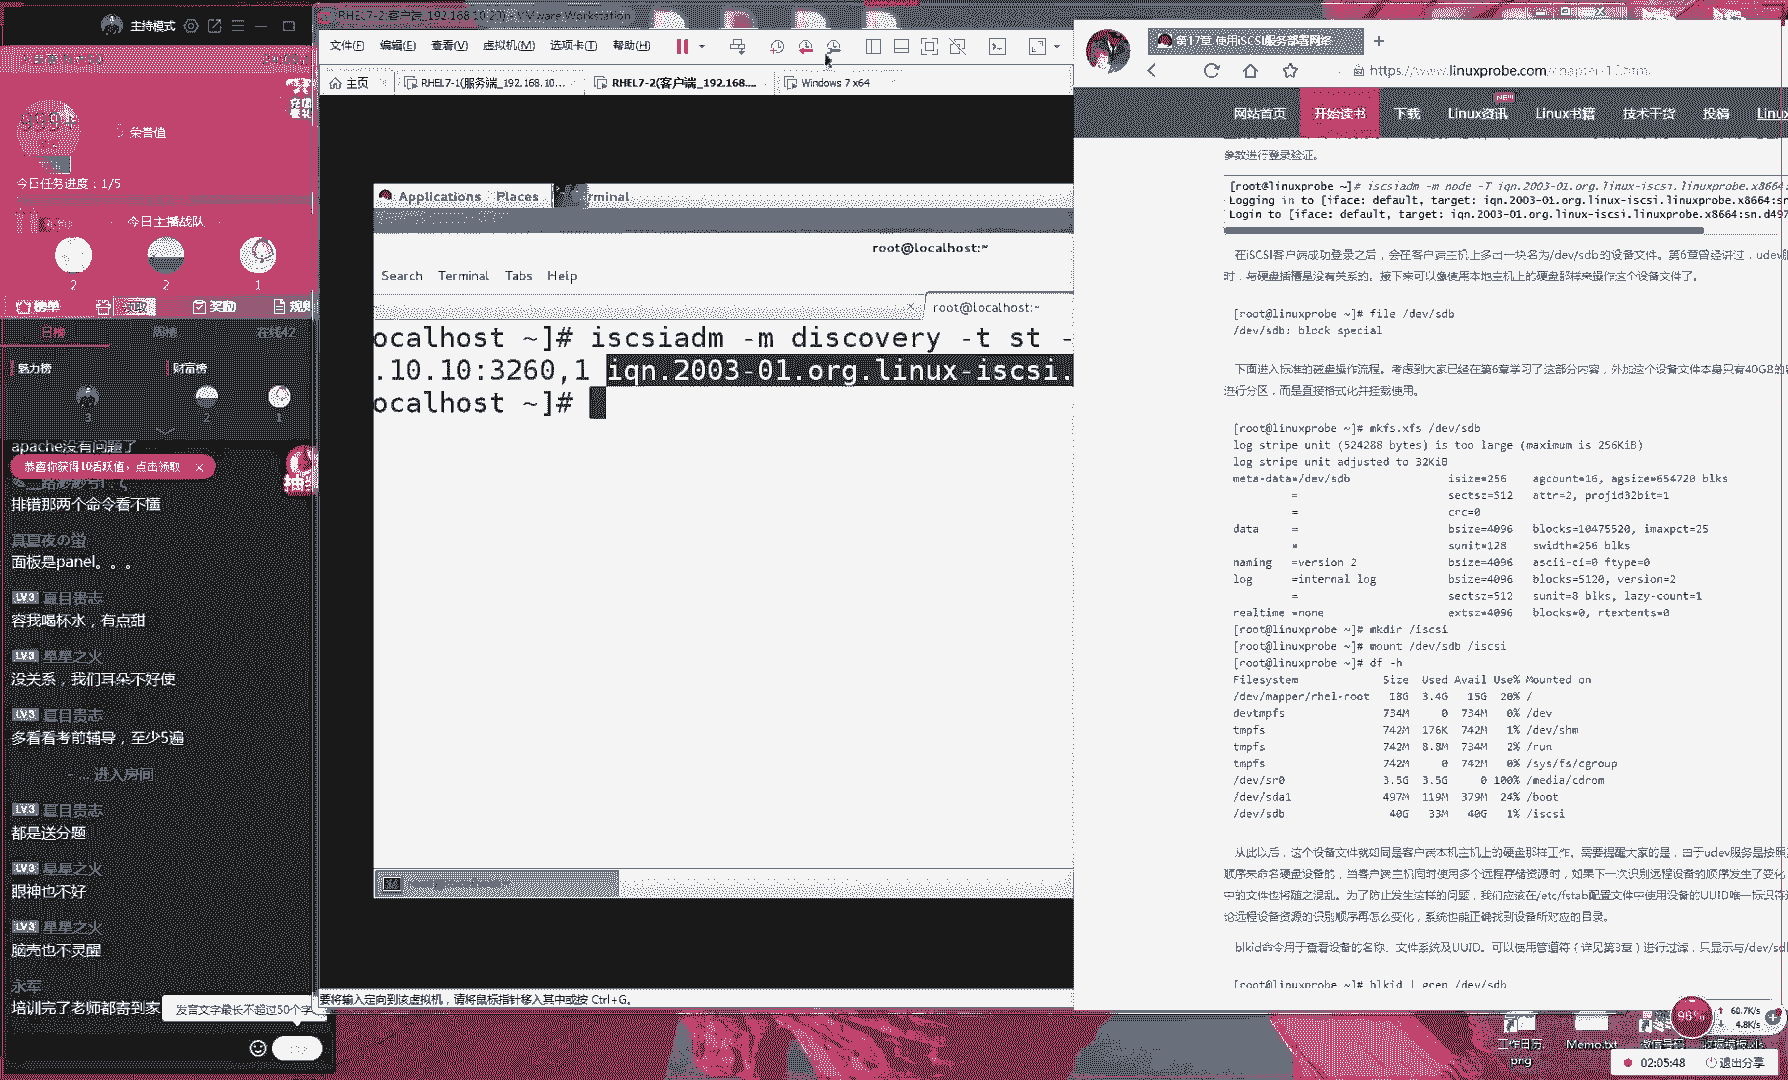 主持模式
荣誉值
今日任务进度：1/5
今日主播战队
2
2
1
榜单
领取
奖励
日榜
周榜
在线42
魅力榜
财富榜
3
2
1
apache没有问题了
恭喜你获得10活跃值，点击领取 ×
排错那两个命令看不懂
真夏夜の蛍
面板是panel。。。
LV3 夏目贵志
容我喝杯水，有点甜
LV3 星星之火
没关系，我们耳朵不好使
LV3 夏目贵志
多看看考前辅导，至少5遍
进入房间
LV3 夏目贵志
都是送分题
LV3 星星之火
眼神也不好
LV3 星星之火
脑壳也不灵醒
永军
培训完了老师都寄到家
发言文字最长不超过50个字
RHEL7-2(客户端_192.168.10.20) - VMware Workstation
文件(F) 编辑(E) 查看(V) 虚拟机(M) 选项卡(T) 帮助(H)
主页
RHEL7-1(服务端_192.168.10...
RHEL7-2(客户端_192.168....
Windows 7 x64
Applications Places Terminal
root@localhost:~
Search Terminal Tabs Help
root@localhost:~
ocalhost ~]# iscsiadm -m discovery -t st -
.10.10:3260,1 iqn.2003-01.org.linux-iscsi.
ocalhost ~]#
要将输入定向到该虚拟机，请将鼠标指针移入其中或按 Ctrl+G。
第17章 使用iSCSI服务部署网络
https://www.linuxprobe.com
网站首页 开始读书 下载 Linux资讯 NEW Linux书籍 技术干货 投稿 Linux
参数进行登录验证。
[root@linuxprobe ~]# iscsiadm -m node -T iqn.2003-01.org.linux-iscsi.linuxprobe.x8664:
Logging in to [iface: default, target: iqn.2003-01.org.linux-iscsi.linuxprobe.x8664:sn
Login to [iface: default, target: iqn.2003-01.org.linux-iscsi.linuxprobe.x8664:sn.d497
在iSCSI客户端成功登录之后，会在客户端主机上多出一块名为/dev/sdb的设备文件。第6章曾经讲过，udev
时，与硬盘插槽是没有关系的。接下来可以像使用本地主机上的硬盘那样来操作这个设备文件了。
[root@linuxprobe ~]# file /dev/sdb
/dev/sdb: block special
下面进入标准的硬盘操作流程。考虑到大家已经在第6章学习了这部分内容，外加这个设备文件本身只有40GB的
进行分区，而是直接格式化并挂载使用。
[root@linuxprobe ~]# mkfs.xfs /dev/sdb
log stripe unit (524288 bytes) is too large (maximum is 256KiB)
log stripe unit adjusted to 32KiB
meta-data=/dev/sdb isize=256 agcount=16, agsize=654720 blks
= sectsz=512 attr=2, projid32bit=1
= crc=0
data = bsize=4096 blocks=10475520, imaxpct=25
= sunit=128 swidth=256 blks
naming =version 2 bsize=4096 ascii-ci=0 ftype=0
log =internal log bsize=4096 blocks=5120, version=2
= sectsz=512 sunit=8 blks, lazy-count=1
realtime =none extsz=4096 blocks=0, rtextents=0
[root@linuxprobe ~]# mkdir /iscsi
[root@linuxprobe ~]# mount /dev/sdb /iscsi
[root@linuxprobe ~]# df -h
Filesystem Size Used Avail Use% Mounted on
/dev/mapper/rhel-root 18G 3.4G 15G 20% /
devtmpfs 734M 0 734M 0% /dev
tmpfs 742M 176K 742M 1% /dev/shm
tmpfs 742M 8.8M 734M 2% /run
tmpfs 742M 0 742M 0% /sys/fs/cgroup
/dev/sr0 3.5G 3.5G 0 100% /media/cdrom
/dev/sda1 497M 119M 379M 24% /boot
/dev/sdb 40G 33M 40G 1% /iscsi
从此以后，这个设备文件就如同是客户端本机主机上的硬盘那样工作。需要提醒大家的是，由于udev服务是按照
顺序来命名硬盘设备的，当客户端主机同时使用多个远程存储资源时，如果下一次识别远程设备的顺序发生了变化
中的文件也将随之混乱。为了防止发生这样的问题，我们应该在/etc/fstab配置文件中使用设备的UUID唯一标识符
论远程设备资源的识别顺序再怎么变化，系统也能正确找到设备所对应的目录。
blkid命令用于查看设备的名称、文件系统及UUID。可以使用管道符（详见第3章）进行过滤，只显示与/dev/sd
[root@linuxprobe ~]# blkid | grep /dev/sdb
98%
60.7K/s
4.8K/s
工作日历
png
Memo.txt
02:05:48 退出分享